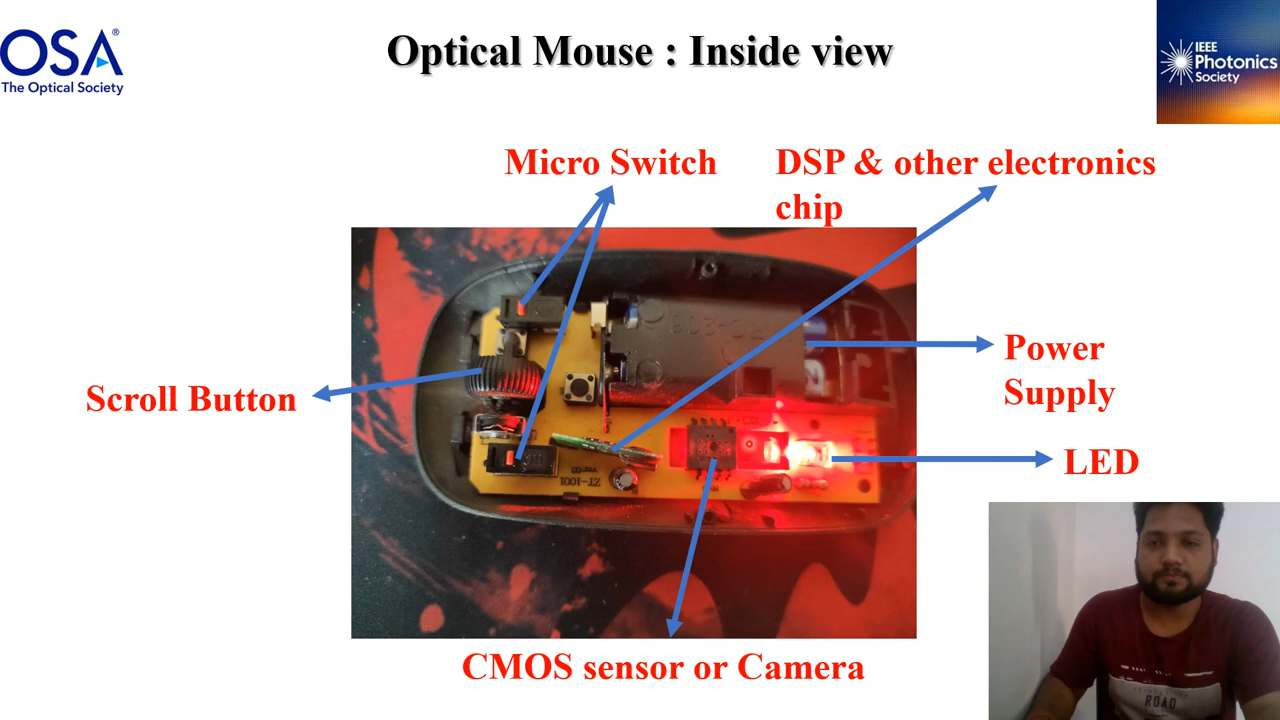 OSA®
The Optical Society
Optical Mouse : Inside view
IEEE
Photonics
Society
Micro Switch
DSP & other electronics
chip
Power
Supply
Scroll Button
LED
ZT-1001
CMOS sensor or Camera
ROAD